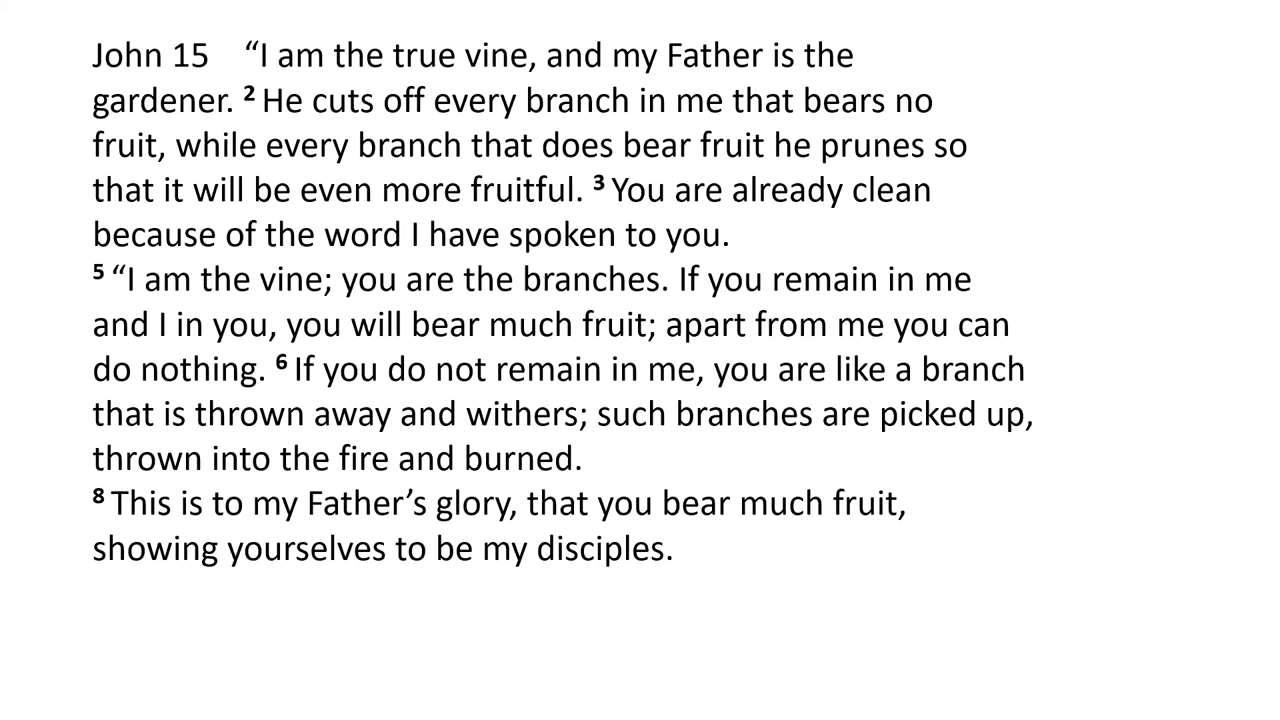 John 15    “I am the true vine, and my Father is the
gardener. ² He cuts off every branch in me that bears no
fruit, while every branch that does bear fruit he prunes so
that it will be even more fruitful. ³ You are already clean
because of the word I have spoken to you.
⁵ “I am the vine; you are the branches. If you remain in me
and I in you, you will bear much fruit; apart from me you can
do nothing. ⁶ If you do not remain in me, you are like a branch
that is thrown away and withers; such branches are picked up,
thrown into the fire and burned.
⁸ This is to my Father’s glory, that you bear much fruit,
showing yourselves to be my disciples.